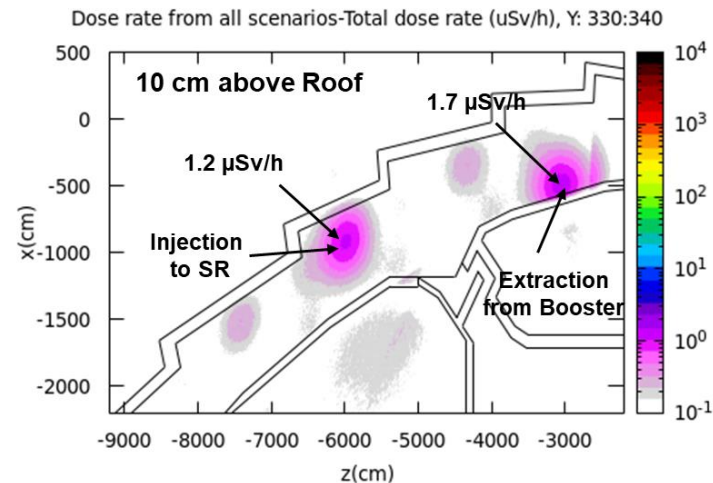 Dose rate from all scenarios-Total dose rate (uSv/h), Y: 330:340
10 cm above Roof
1.7 µSv/h
1.2 µSv/h
Injection
to SR
Extraction
from Booster
x(cm)
500
0
-500
-1000
-1500
-2000
-9000 -8000 -7000 -6000 -5000 -4000 -3000
z(cm)
10^4
10^3
10^2
10^1
10^0
10^-1